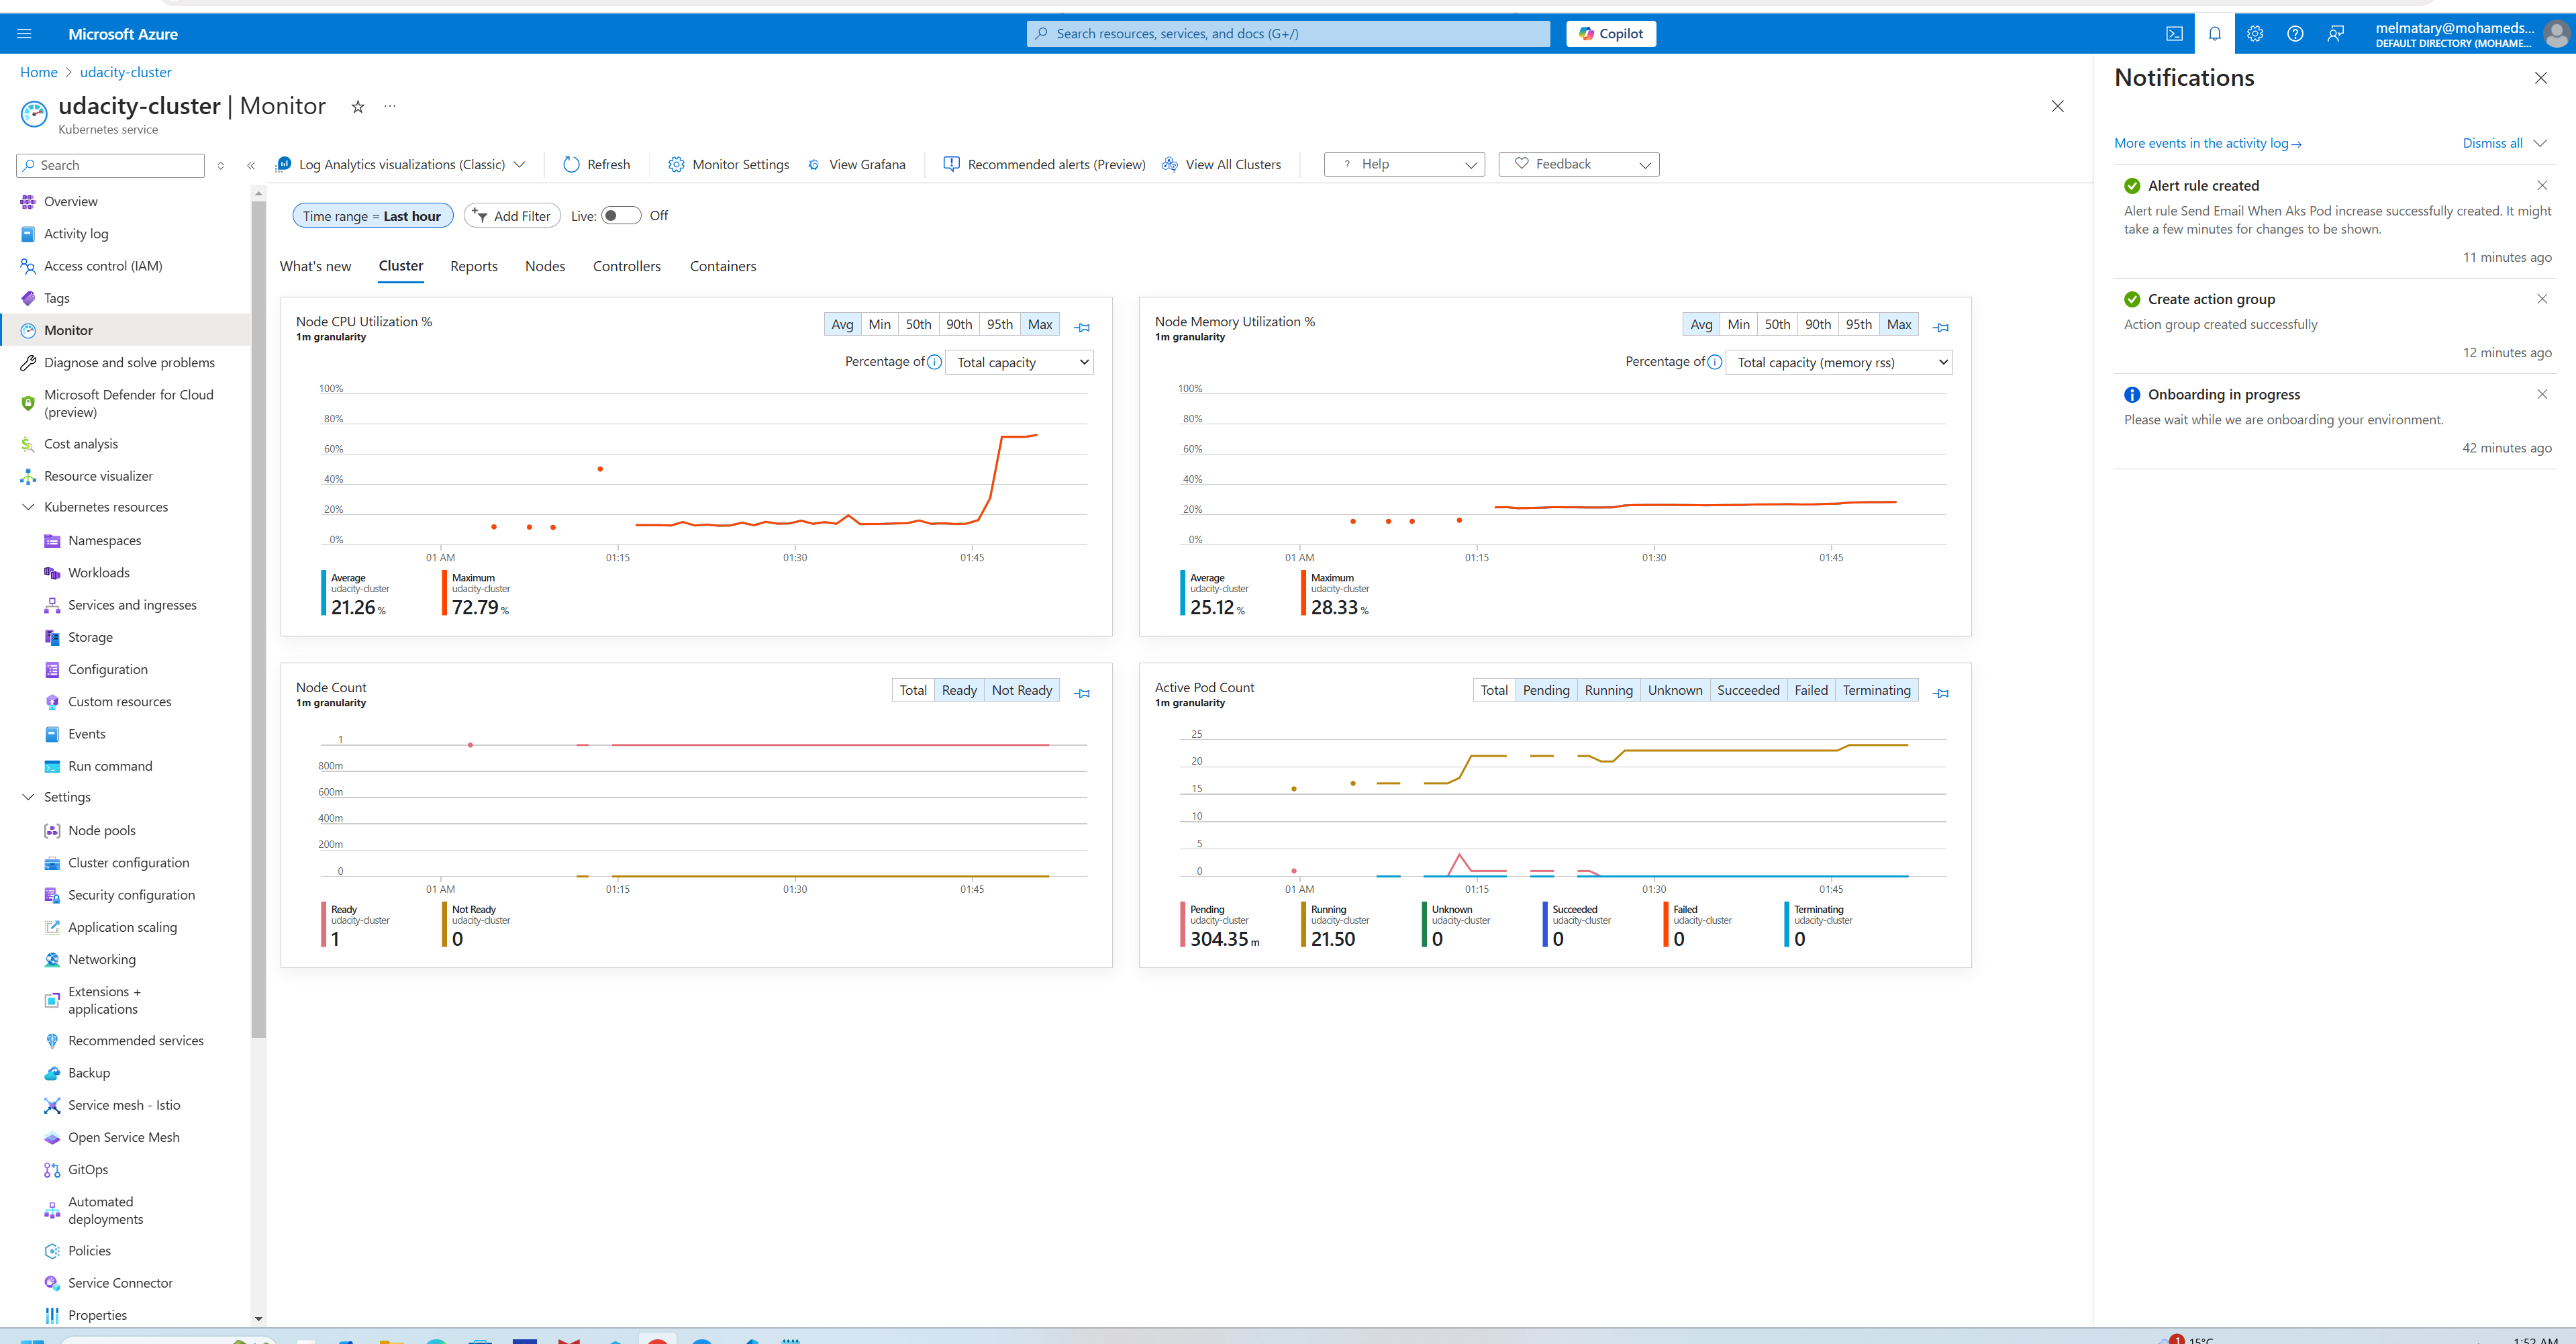 Microsoft Azure
Search resources, services, and docs (G+/)
Copilot
melmatary@mohameds...
DEFAULT DIRECTORY (MOHAME...
Home > udacity-cluster
udacity-cluster | Monitor
Kubernetes service
Search
Log Analytics visualizations (Classic)
Refresh
Monitor Settings
View Grafana
Recommended alerts (Preview)
View All Clusters
? Help
Feedback
Overview
Activity log
Access control (IAM)
Tags
Monitor
Diagnose and solve problems
Microsoft Defender for Cloud
(preview)
Cost analysis
Resource visualizer
Kubernetes resources
Namespaces
Workloads
Services and ingresses
Storage
Configuration
Custom resources
Events
Run command
Settings
Node pools
Cluster configuration
Security configuration
Application scaling
Networking
Extensions +
applications
Recommended services
Backup
Service mesh - Istio
Open Service Mesh
GitOps
Automated
deployments
Policies
Service Connector
Properties
Time range = Last hour
Add Filter
Live: Off
What's new Cluster Reports Nodes Controllers Containers
Node CPU Utilization %
1m granularity
Avg Min 50th 90th 95th Max
Percentage of Total capacity
100%
80%
60%
40%
20%
0%
01 AM 01:15 01:30 01:45
Average
udacity-cluster
21.26 %
Maximum
udacity-cluster
72.79 %
Node Memory Utilization %
1m granularity
Avg Min 50th 90th 95th Max
Percentage of Total capacity (memory rss)
100%
80%
60%
40%
20%
0%
01 AM 01:15 01:30 01:45
Average
udacity-cluster
25.12 %
Maximum
udacity-cluster
28.33 %
Node Count
1m granularity
Total Ready Not Ready
1
800m
600m
400m
200m
0
01 AM 01:15 01:30 01:45
Ready
udacity-cluster
1
Not Ready
udacity-cluster
0
Active Pod Count
1m granularity
Total Pending Running Unknown Succeeded Failed Terminating
25
20
15
10
5
0
01 AM 01:15 01:30 01:45
Pending
udacity-cluster
304.35 m
Running
udacity-cluster
21.50
Unknown
udacity-cluster
0
Succeeded
udacity-cluster
0
Failed
udacity-cluster
0
Terminating
udacity-cluster
0
Notifications
More events in the activity log →
Dismiss all
Alert rule created
Alert rule Send Email When Aks Pod increase successfully created. It might
take a few minutes for changes to be shown.
11 minutes ago
Create action group
Action group created successfully
12 minutes ago
Onboarding in progress
Please wait while we are onboarding your environment.
42 minutes ago
1
15°C
1:52 AM